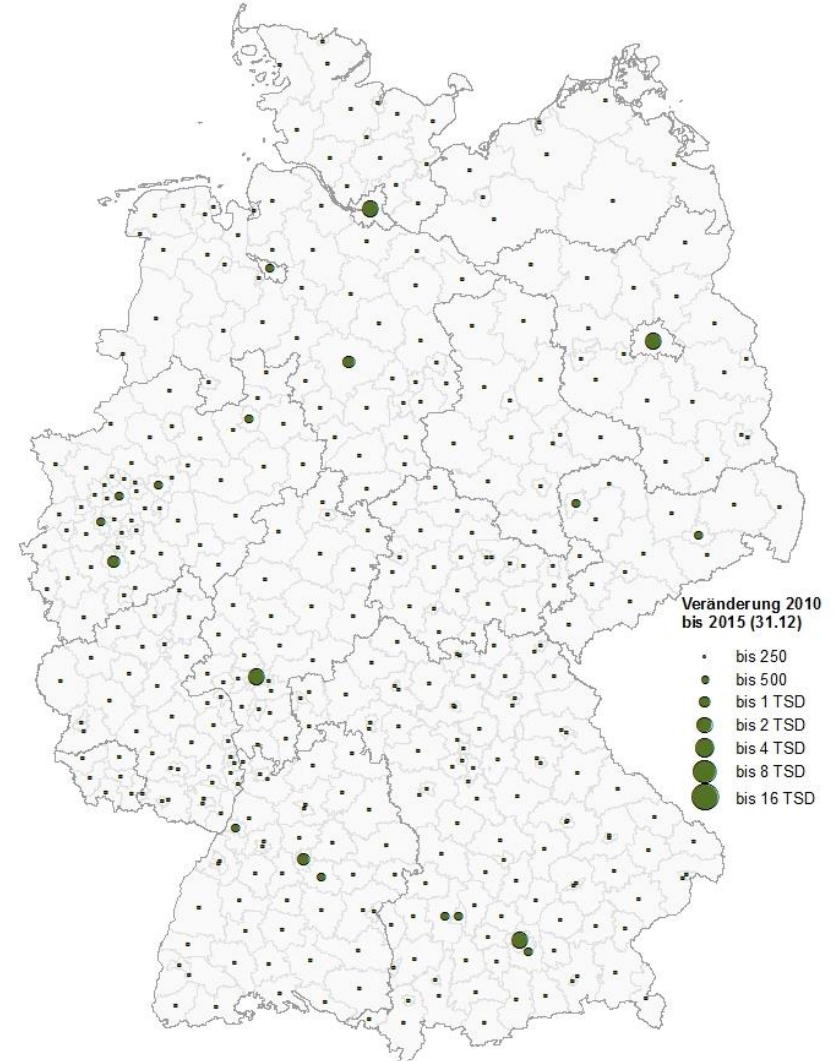 Veränderung 2010
bis 2015 (31.12)
bis 250
bis 500
bis 1 TSD
bis 2 TSD
bis 4 TSD
bis 8 TSD
bis 16 TSD